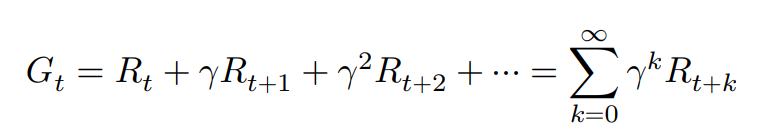 G_t = R_t + γR_{t+1} + γ^2R_{t+2} + ⋯ = ∑_{k=0}^{∞} γ^k R_{t+k}